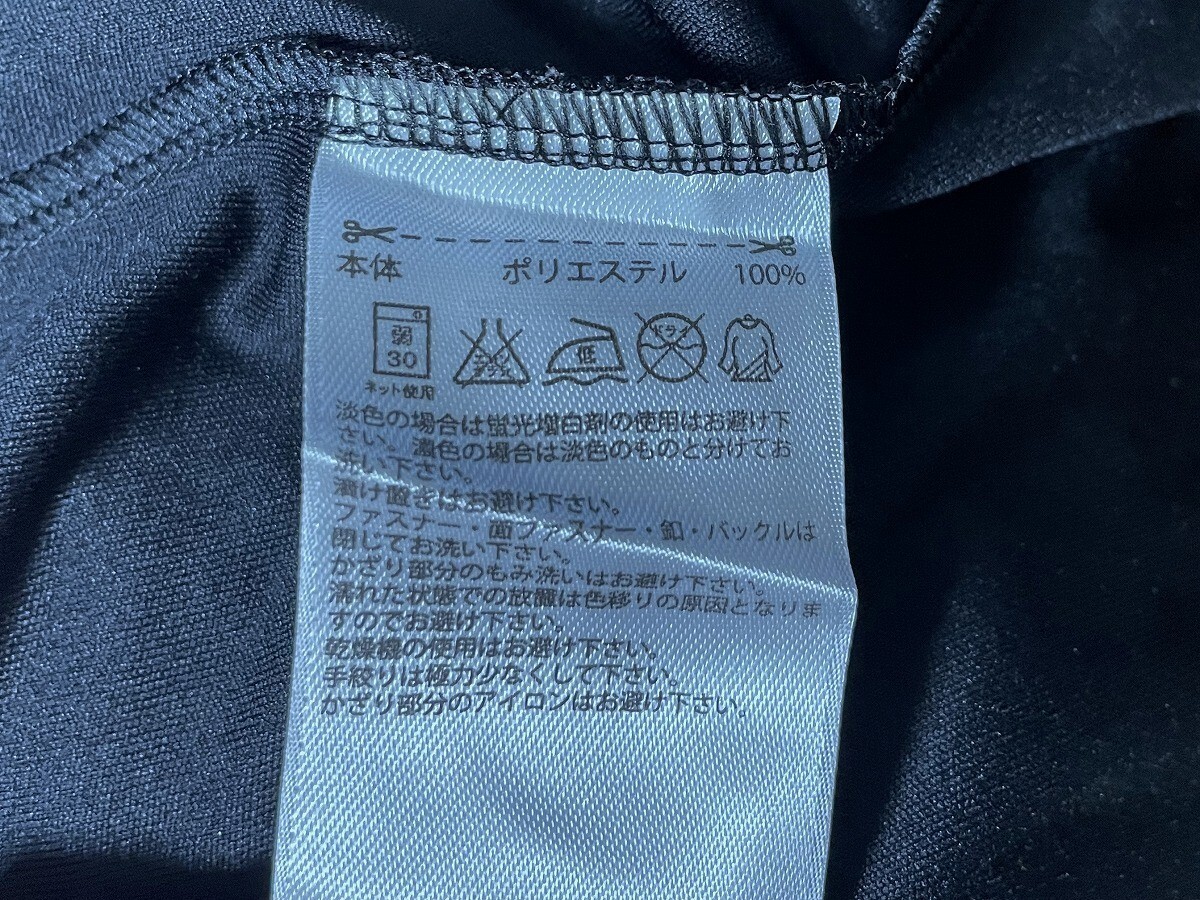 本体 ポリエステル 100%
弱
30
ネット使用
エンソ
サラシ
低
ドライ
淡色の場合は蛍光増白剤の使用はお避け下
さい。濃色の場合は淡色のものと分けてお
洗い下さい。
漬け置きはお避け下さい。
ファスナー・面ファスナー・釦・バックルは
閉じてお洗い下さい。
かざり部分のもみ洗いはお避け下さい。
濡れた状態での放置は色移りの原因となりま
すのでお避け下さい。
乾燥機の使用はお避け下さい。
手絞りは極力少なくして下さい。
かざり部分のアイロンはお避け下さい。